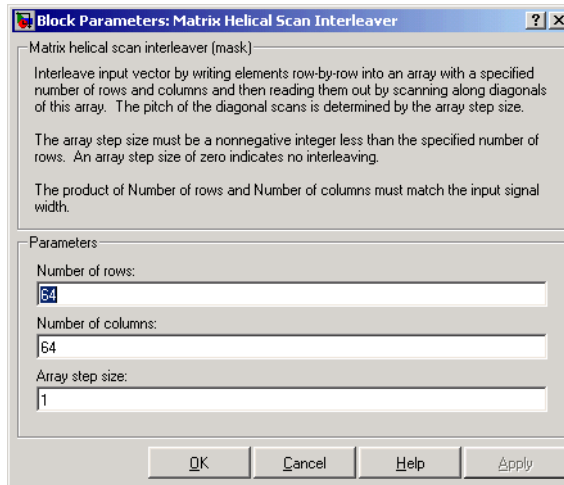 Block Parameters: Matrix Helical Scan Interleaver
Matrix helical scan interleaver (mask)
Interleave input vector by writing elements row-by-row into an array with a specified
number of rows and columns and then reading them out by scanning along diagonals
of this array. The pitch of the diagonal scans is determined by the array step size.
The array step size must be a nonnegative integer less than the specified number of
rows. An array step size of zero indicates no interleaving.
The product of Number of rows and Number of columns must match the input signal
width.
Parameters
Number of rows:
64
Number of columns:
64
Array step size:
1
OK Cancel Help Apply